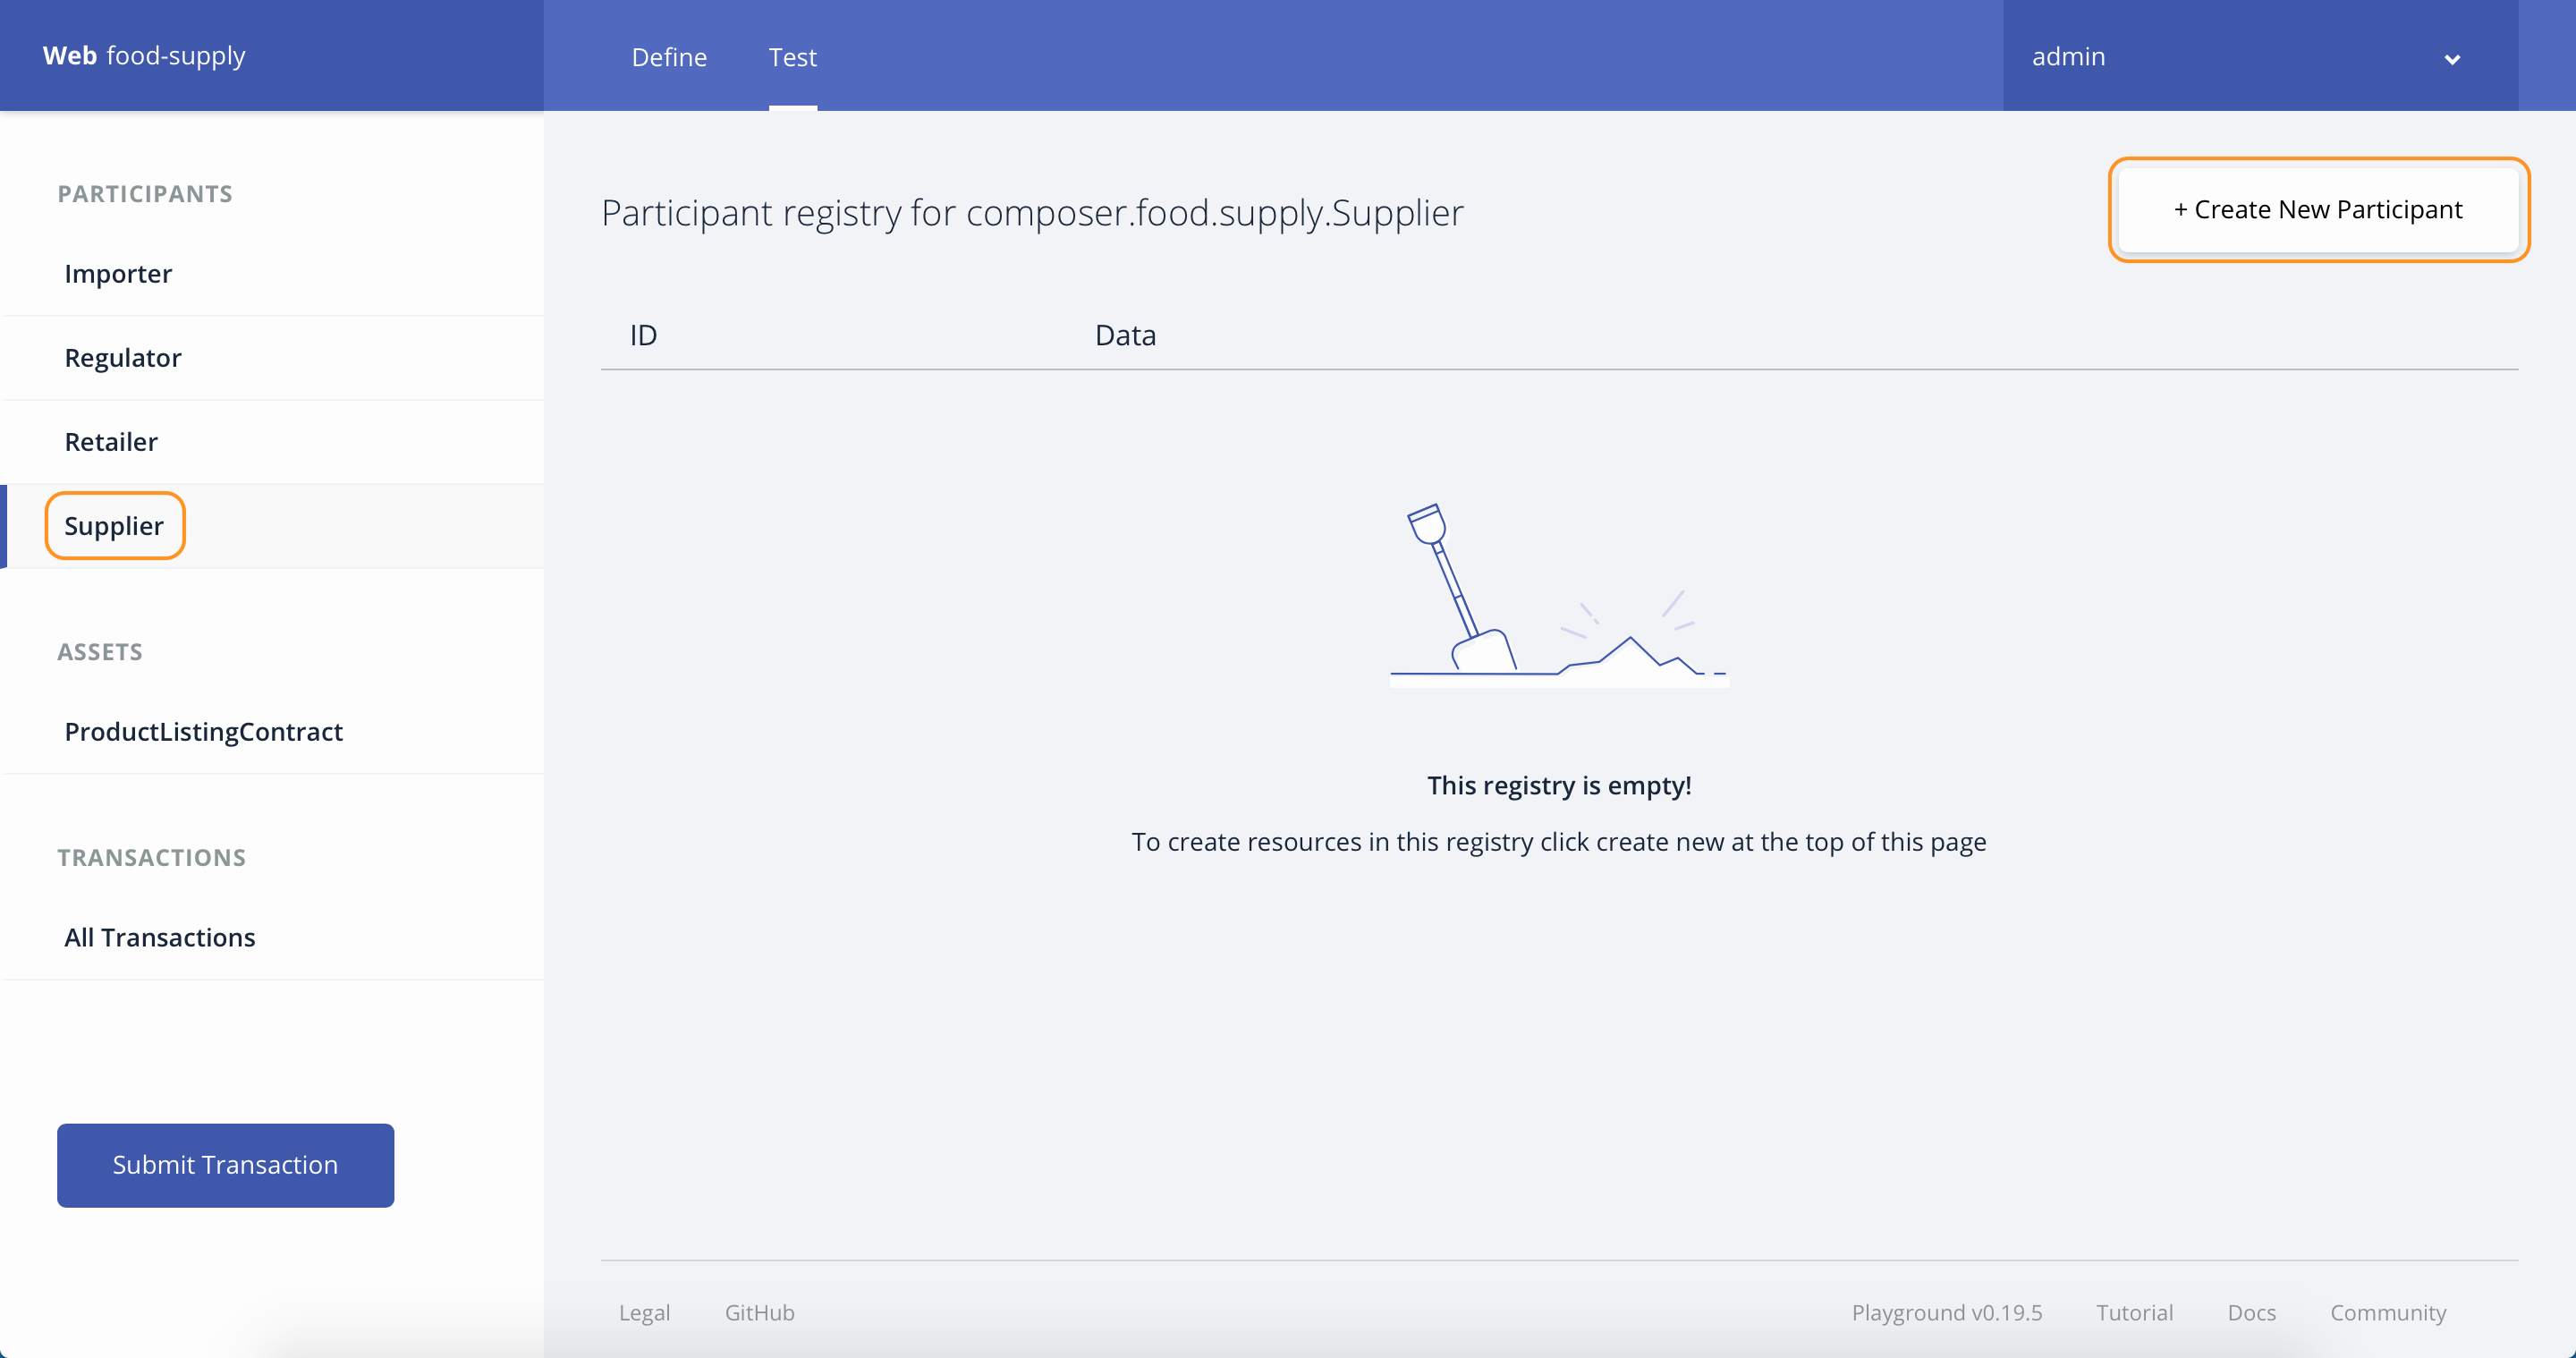 Web food-supply
Define
Test
admin
PARTICIPANTS
Importer
Regulator
Retailer
Supplier
ASSETS
ProductListingContract
TRANSACTIONS
All Transactions
Submit Transaction
Participant registry for composer.food.supply.Supplier
+ Create New Participant
ID
Data
This registry is empty!
To create resources in this registry click create new at the top of this page
Legal
GitHub
Playground v0.19.5
Tutorial
Docs
Community